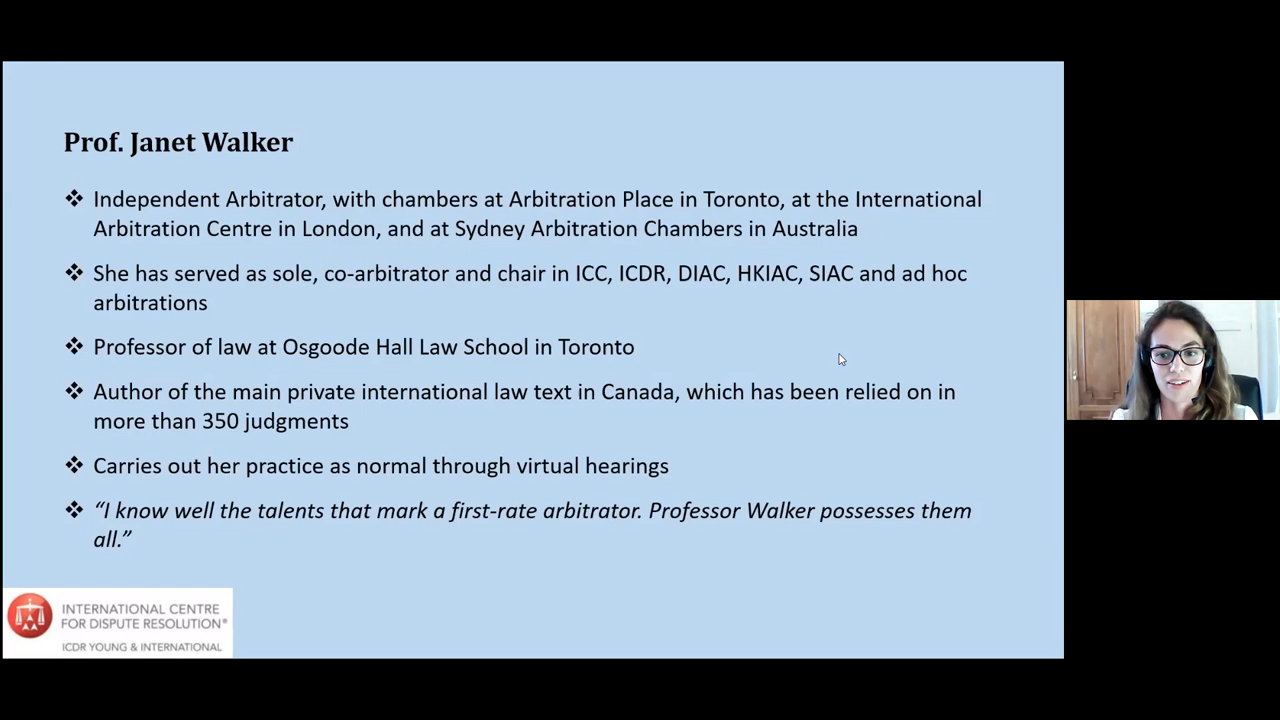 Prof. Janet Walker
❖ Independent Arbitrator, with chambers at Arbitration Place in Toronto, at the International
Arbitration Centre in London, and at Sydney Arbitration Chambers in Australia
❖ She has served as sole, co-arbitrator and chair in ICC, ICDR, DIAC, HKIAC, SIAC and ad hoc
arbitrations
❖ Professor of law at Osgoode Hall Law School in Toronto
❖ Author of the main private international law text in Canada, which has been relied on in
more than 350 judgments
❖ Carries out her practice as normal through virtual hearings
❖ “I know well the talents that mark a first-rate arbitrator. Professor Walker possesses them
all.”
INTERNATIONAL CENTRE
FOR DISPUTE RESOLUTION®
ICDR YOUNG & INTERNATIONAL